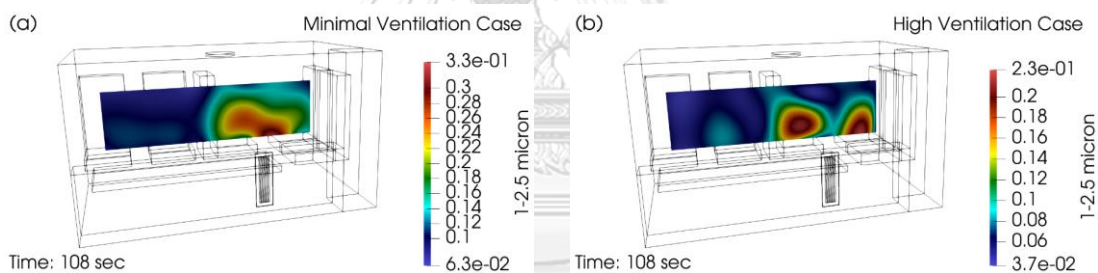 (a) Minimal Ventilation Case
3.3e-01
0.3
0.28
0.26
0.24
0.22
0.2
0.18
0.16
0.14
0.12
0.1
6.3e-02
1-2.5 micron
Time: 108 sec
(b) High Ventilation Case
2.3e-01
0.2
0.18
0.16
0.14
0.12
0.1
0.08
0.06
3.7e-02
1-2.5 micron
Time: 108 sec